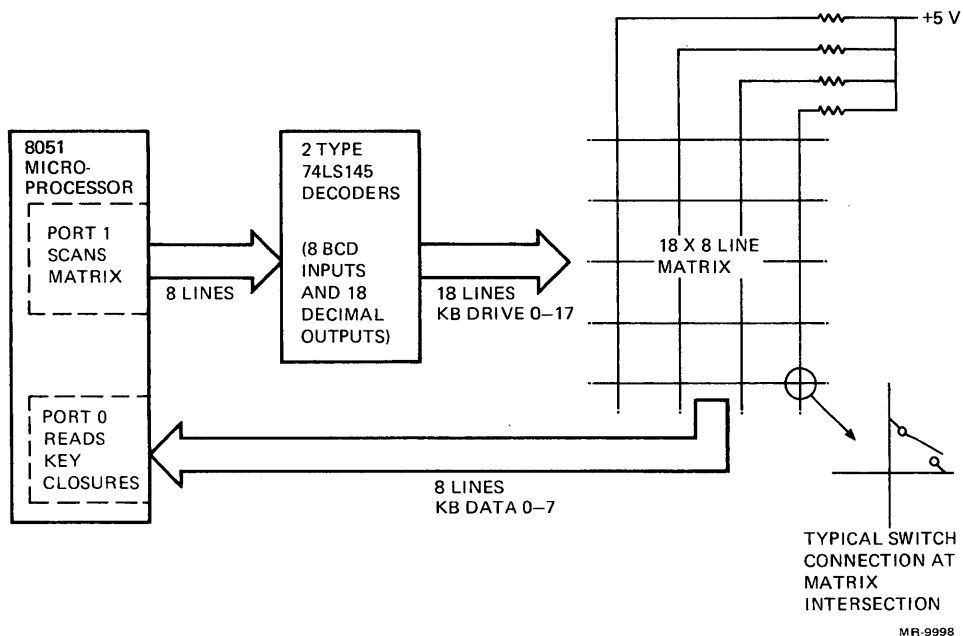 +5 V
8051
MICRO-
PROCESSOR
PORT 1
SCANS
MATRIX
8 LINES
2 TYPE
74LS145
DECODERS
(8 BCD
INPUTS
AND 18
DECIMAL
OUTPUTS)
18 LINES
KB DRIVE 0–17
18 X 8 LINE
MATRIX
PORT 0
READS
KEY
CLOSURES
8 LINES
KB DATA 0–7
TYPICAL SWITCH
CONNECTION AT
MATRIX
INTERSECTION
MR-9998